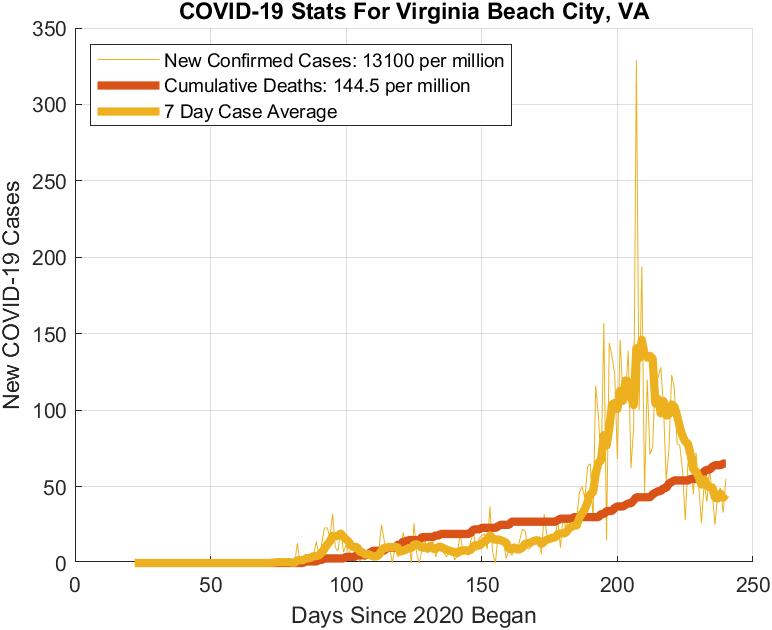 COVID-19 Stats For Virginia Beach City, VA
350
300
250
200
150
100
50
0
New COVID-19 Cases
New Confirmed Cases: 13100 per million
Cumulative Deaths: 144.5 per million
7 Day Case Average
0 50 100 150 200 250
Days Since 2020 Began